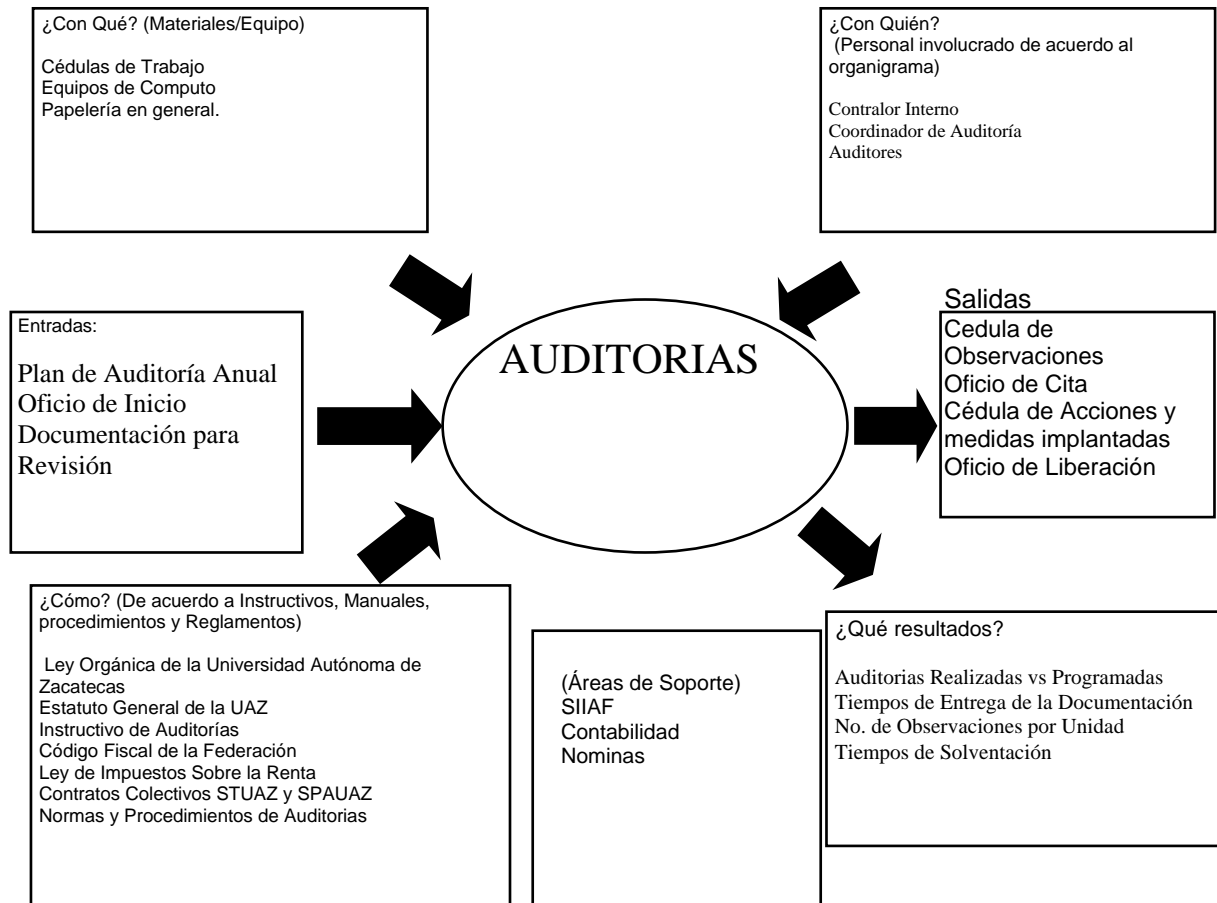 ¿Con Qué? (Materiales/Equipo)
Cédulas de Trabajo
Equipos de Computo
Papelería en general.
¿Con Quién?
(Personal involucrado de acuerdo al
organigrama)
Contralor Interno
Coordinador de Auditoría
Auditores
Entradas:
Plan de Auditoría Anual
Oficio de Inicio
Documentación para
Revisión
AUDITORIAS
Salidas
Cedula de
Observaciones
Oficio de Cita
Cédula de Acciones y
medidas implantadas
Oficio de Liberación
¿Cómo? (De acuerdo a Instructivos, Manuales,
procedimientos y Reglamentos)
Ley Orgánica de la Universidad Autónoma de
Zacatecas
Estatuto General de la UAZ
Instructivo de Auditorías
Código Fiscal de la Federación
Ley de Impuestos Sobre la Renta
Contratos Colectivos STUAZ y SPAUAZ
Normas y Procedimientos de Auditorias
(Áreas de Soporte)
SIIAF
Contabilidad
Nominas
¿Qué resultados?
Auditorias Realizadas vs Programadas
Tiempos de Entrega de la Documentación
No. de Observaciones por Unidad
Tiempos de Solventación